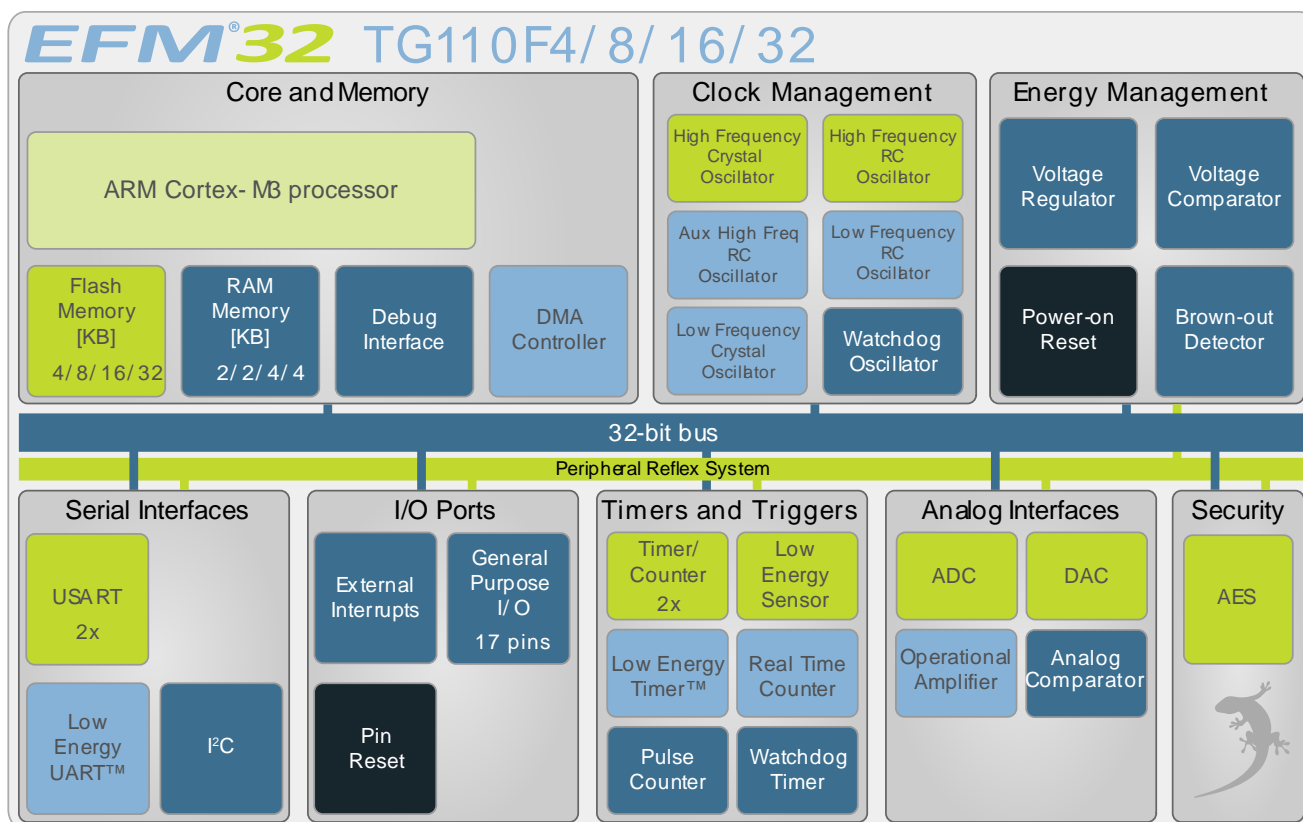 EFM®32 TG110F4/8/16/32
Core and Memory
ARM Cortex-M3 processor
Flash
Memory
[KB]
4/8/16/32
RAM
Memory
[KB]
2/2/4/4
Debug
Interface
DMA
Controller
Clock Management
High Frequency
Crystal
Oscillator
High Frequency
RC
Oscillator
Aux High Freq
RC
Oscillator
Low Frequency
RC
Oscillator
Low Frequency
Crystal
Oscillator
Watchdog
Oscillator
Energy Management
Voltage
Regulator
Voltage
Comparator
Power-on
Reset
Brown-out
Detector
32-bit bus
Peripheral Reflex System
Serial Interfaces
USART
2x
Low
Energy
UART™
I²C
I/O Ports
External
Interrupts
General
Purpose
I/O
17 pins
Pin
Reset
Timers and Triggers
Timer/
Counter
2x
Low
Energy
Sensor
Low Energy
Timer™
Real Time
Counter
Pulse
Counter
Watchdog
Timer
Analog Interfaces
ADC
DAC
Operational
Amplifier
Analog
Comparator
Security
AES